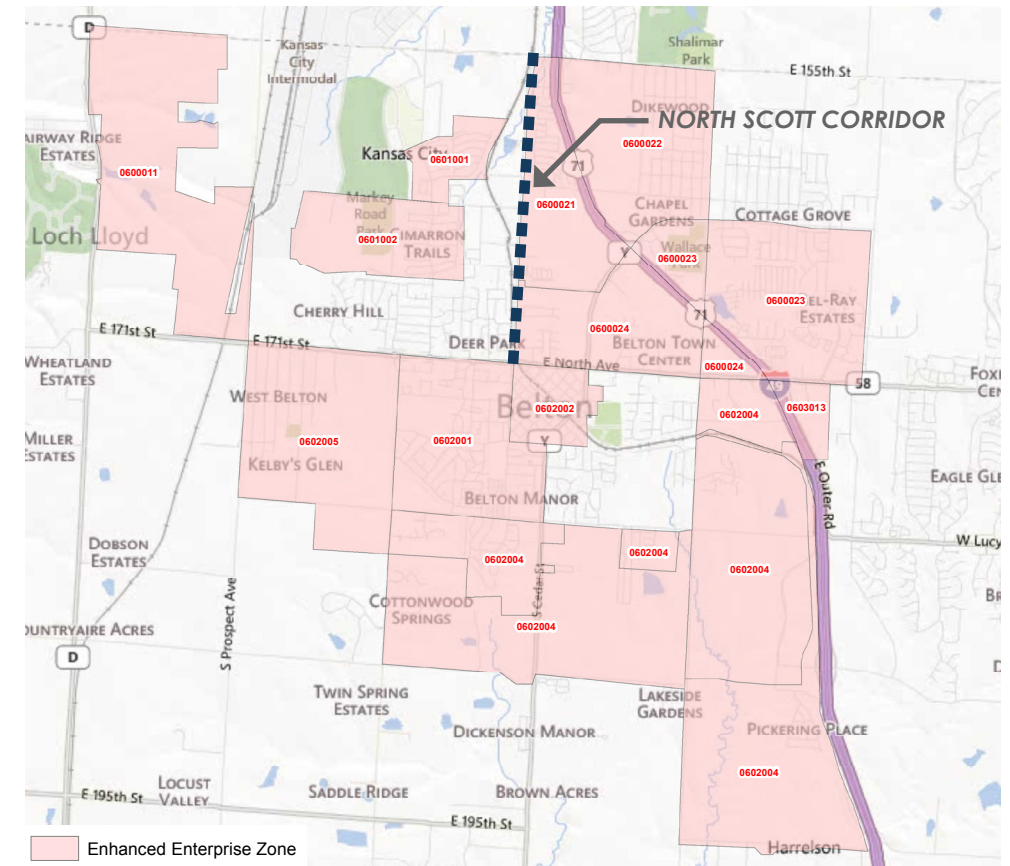 D
Kansas
City
Intermodal
Shalimar
Park
E 155th St
DIKEWOOD
NORTH SCOTT CORRIDOR
AIRWAY RIDGE
ESTATES
Kansas City
0601001
0600022
71
0600011
Markey
Road
Park
0600021
CHAPEL
GARDENS
COTTAGE GROVE
Loch Lloyd
0601002
CIMARRON
TRAILS
Y
Wallace
0600023
0600023
EL-RAY
ESTATES
CHERRY HILL
71
E 171st St
E 171st St
DEER PARK
0600024
BELTON TOWN
CENTER
E North Ave
0600024
WHEATLAND
ESTATES
58
FOX
CEN
WEST BELTON
Belton
0602002
0602004
0603013
MILLER
ESTATES
0602005
0602001
Y
KELBY'S GLEN
EAGLE GLE
E Outer Rd
BELTON MANOR
DOBSON
ESTATES
W Lucy
0602004
0602004
0602004
S Prospect Ave
S Cedar St
COTTONWOOD
SPRINGS
BR
OUNTRYAIRE ACRES
0602004
D
TWIN SPRING
ESTATES
LAKESIDE
GARDENS
DICKENSON MANOR
PICKERING PLACE
0602004
LOCUST
VALLEY
E 195th St
SADDLE RIDGE
BROWN ACRES
E 195th St
Harrelson
Enhanced Enterprise Zone